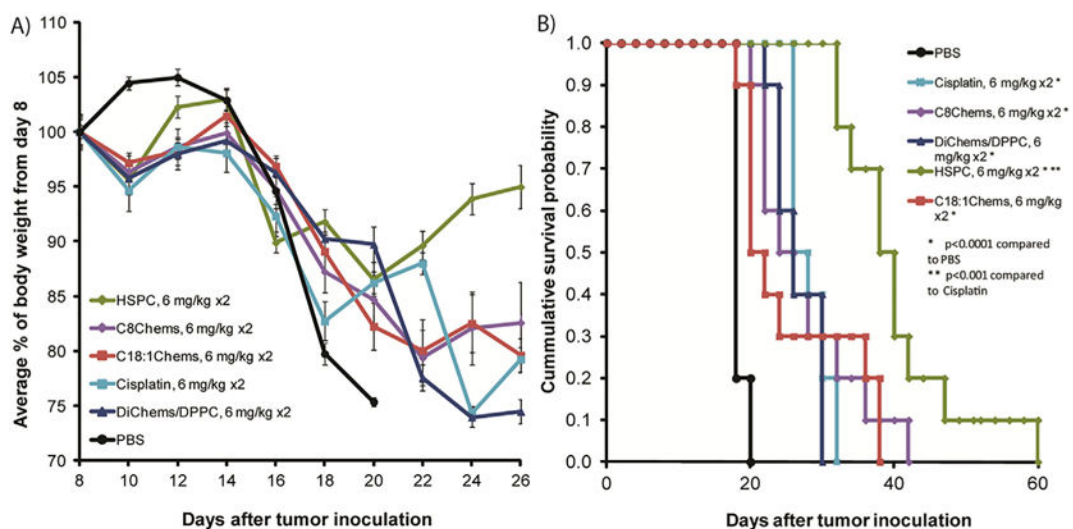 A)
Average % of body weight from day 8
110
105
100
95
90
85
80
75
70
HSPC, 6 mg/kg x2
C8Chems, 6 mg/kg x2
C18:1Chems, 6 mg/kg x2
Cisplatin, 6 mg/kg x2
DiChems/DPPC, 6 mg/kg x2
PBS
8 10 12 14 16 18 20 22 24 26
Days after tumor inoculation
B)
Cummulative survival probability
1.0
0.9
0.8
0.7
0.6
0.5
0.4
0.3
0.2
0.1
0.0
PBS
Cisplatin, 6 mg/kg x2 *
C8Chems, 6 mg/kg x2 *
DiChems/DPPC, 6
mg/kg x2 *
HSPC, 6 mg/kg x2 * **
C18:1Chems, 6 mg/kg
x2 *
* p<0.0001 compared
to PBS
** p<0.001 compared
to Cisplatin
0 20 40 60
Days after tumor inoculation